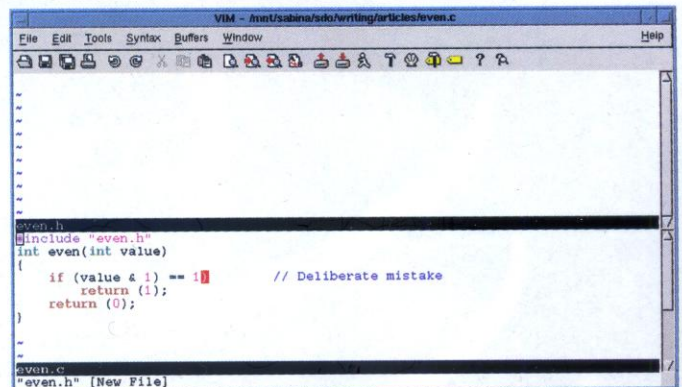 VIM - /mnt/sabina/sdo/writing/articles/even.c
File Edit Tools Syntax Buffers Window Help
~
~
~
~
~
~
~
~
~
~
~
even.h
#include "even.h"
int even(int value)
{
    if (value & 1) == 1)        // Deliberate mistake
        return (1);
    return (0);
}
~
~
even.c
"even.h" [New File]